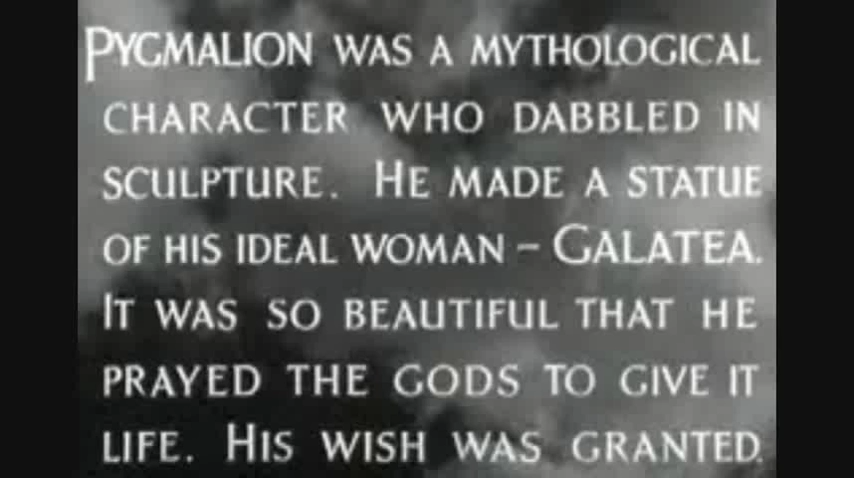 PYGMALION WAS A MYTHOLOGICAL
CHARACTER WHO DABBLED IN
SCULPTURE. HE MADE A STATUE
OF HIS IDEAL WOMAN – GALATEA.
IT WAS SO BEAUTIFUL THAT HE
PRAYED THE GODS TO GIVE IT
LIFE. HIS WISH WAS GRANTED.